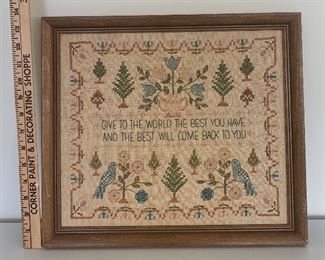 GIVE TO THE WORLD THE BEST YOU HAVE
AND THE BEST WILL COME BACK TO YOU
CORNER PAINT & DECORATING SHOPPE